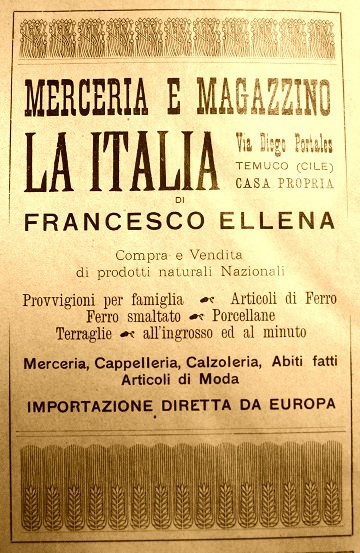 MERCERIA E MAGAZZINO
LA ITALIA
Via Diego Portales
TEMUCO (CILE)
CASA PROPRIA
DI
FRANCESCO ELLENA
Compra e Vendita
di prodotti naturali Nazionali
Provvigioni per famiglia Articoli di Ferro
Ferro smaltato Porcellane
Terraglie all'ingrosso ed al minuto
Merceria, Cappelleria, Calzoleria, Abiti fatti
Articoli di Moda
IMPORTAZIONE DIRETTA DA EUROPA